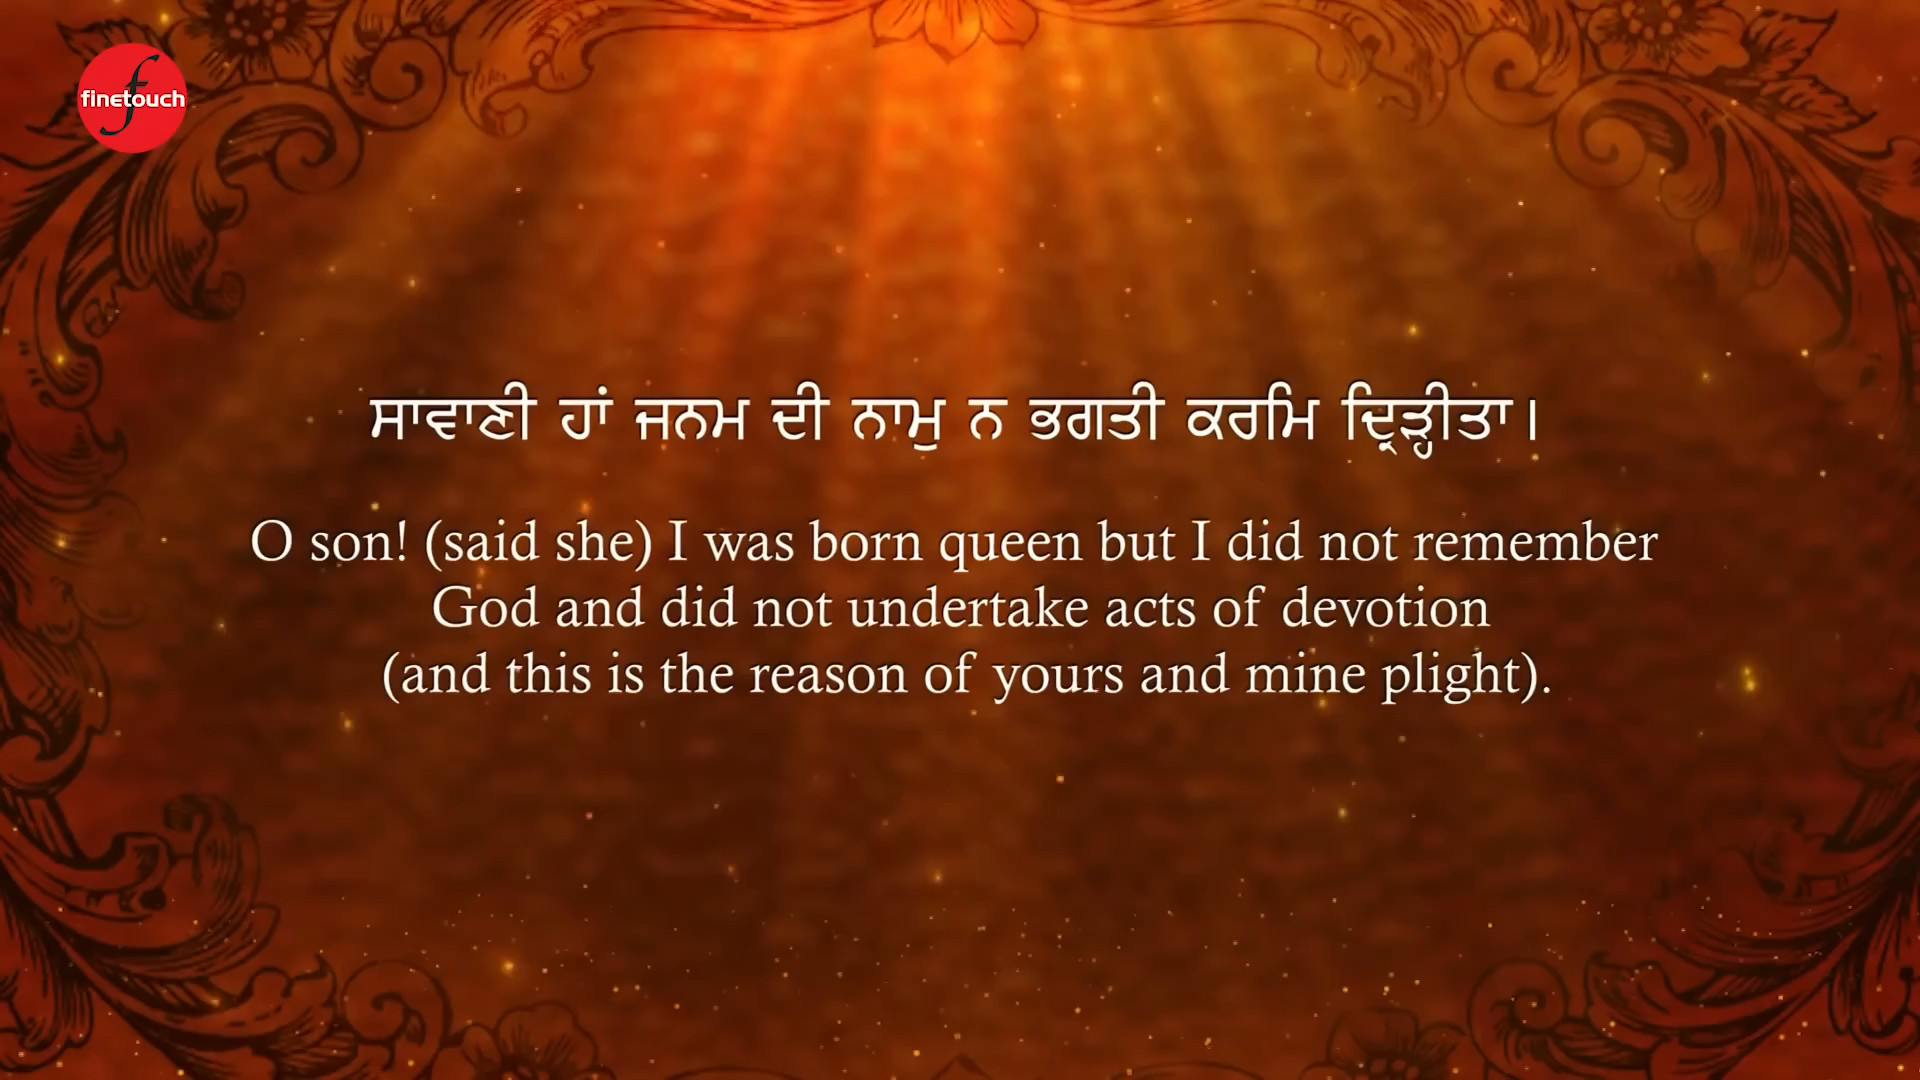 finetouch
ਸਾਵਾਣੀ ਹਾਂ ਜਨਮ ਦੀ ਨਾਮੁ ਨ ਭਗਤੀ ਕਰਮਿ ਦ੍ਰਿੜ੍ਹੀਤਾ।
O son! (said she) I was born queen but I did not remember
God and did not undertake acts of devotion
(and this is the reason of yours and mine plight).